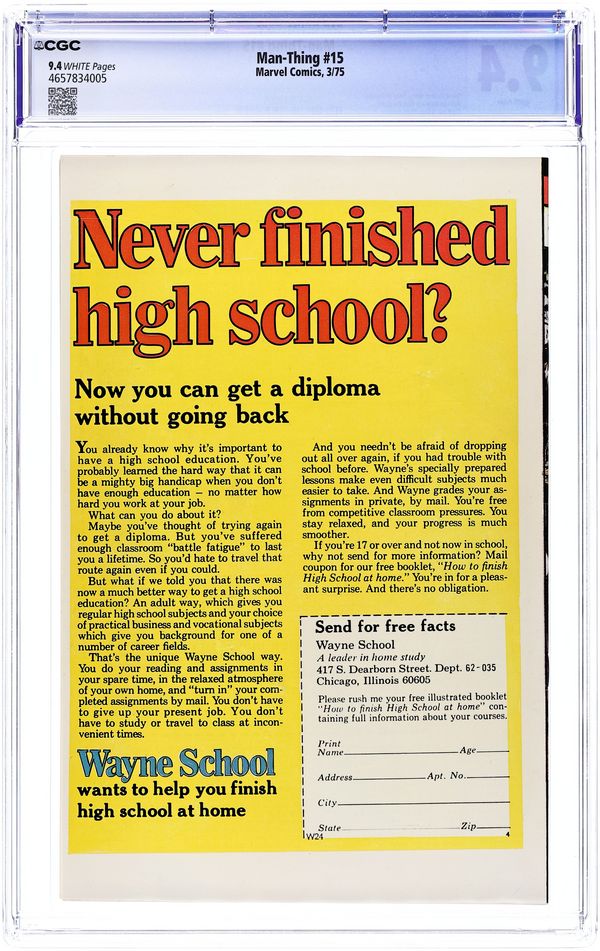 CGC
9.4 WHITE Pages
4657834005
Man-Thing #15
Marvel Comics, 3/75
9.4
Never finished
high school?
Now you can get a diploma
without going back
You already know why it's important to
have a high school education. You've
probably learned the hard way that it can
be a mighty big handicap when you don't
have enough education – no matter how
hard you work at your job.
What can you do about it?
Maybe you've thought of trying again
to get a diploma. But you've suffered
enough classroom "battle fatigue" to last
you a lifetime. So you'd hate to travel that
route again even if you could.
But what if we told you that there was
now a much better way to get a high school
education? An adult way, which gives you
regular high school subjects and your choice
of practical business and vocational subjects
which give you background for one of a
number of career fields.
That's the unique Wayne School way.
You do your reading and assignments in
your spare time, in the relaxed atmosphere
of your own home, and "turn in" your com-
pleted assignments by mail. You don't have
to give up your present job. You don't
have to study or travel to class at incon-
venient times.
Wayne School
wants to help you finish
high school at home
And you needn't be afraid of dropping
out all over again, if you had trouble with
school before. Wayne's specially prepared
lessons make even difficult subjects much
easier to take. And Wayne grades your as-
signments in private, by mail. You're free
from competitive classroom pressures. You
stay relaxed, and your progress is much
smoother.
If you're 17 or over and not now in school,
why not send for more information? Mail
coupon for our free booklet, "How to finish
High School at home." You're in for a pleas-
ant surprise. And there's no obligation.
Send for free facts
Wayne School
A leader in home study
417 S. Dearborn Street. Dept. 62-035
Chicago, Illinois 60605
Please rush me your free illustrated booklet
"How to finish High School at home" con-
taining full information about your courses.
Print
Name Age
Address Apt. No.
City
State Zip
W24 4